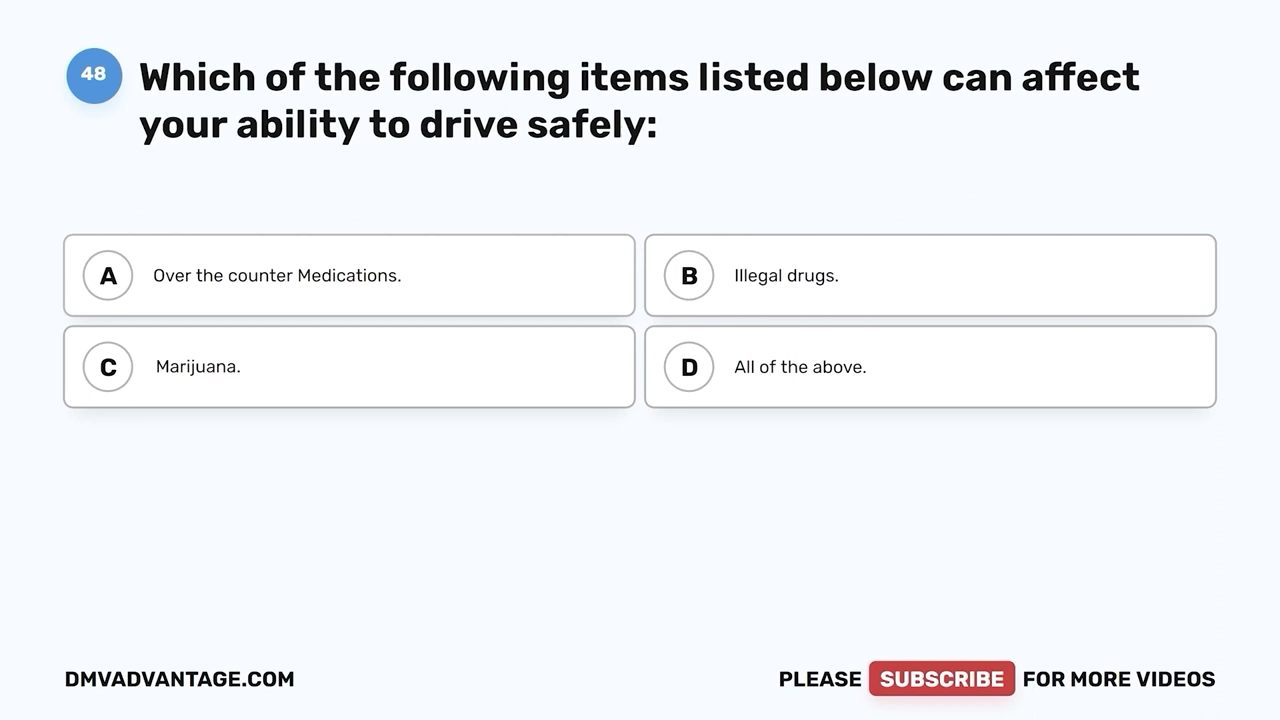 48
Which of the following items listed below can affect
your ability to drive safely:
A Over the counter Medications.
B Illegal drugs.
C Marijuana.
D All of the above.
DMVADVANTAGE.COM
PLEASE SUBSCRIBE FOR MORE VIDEOS